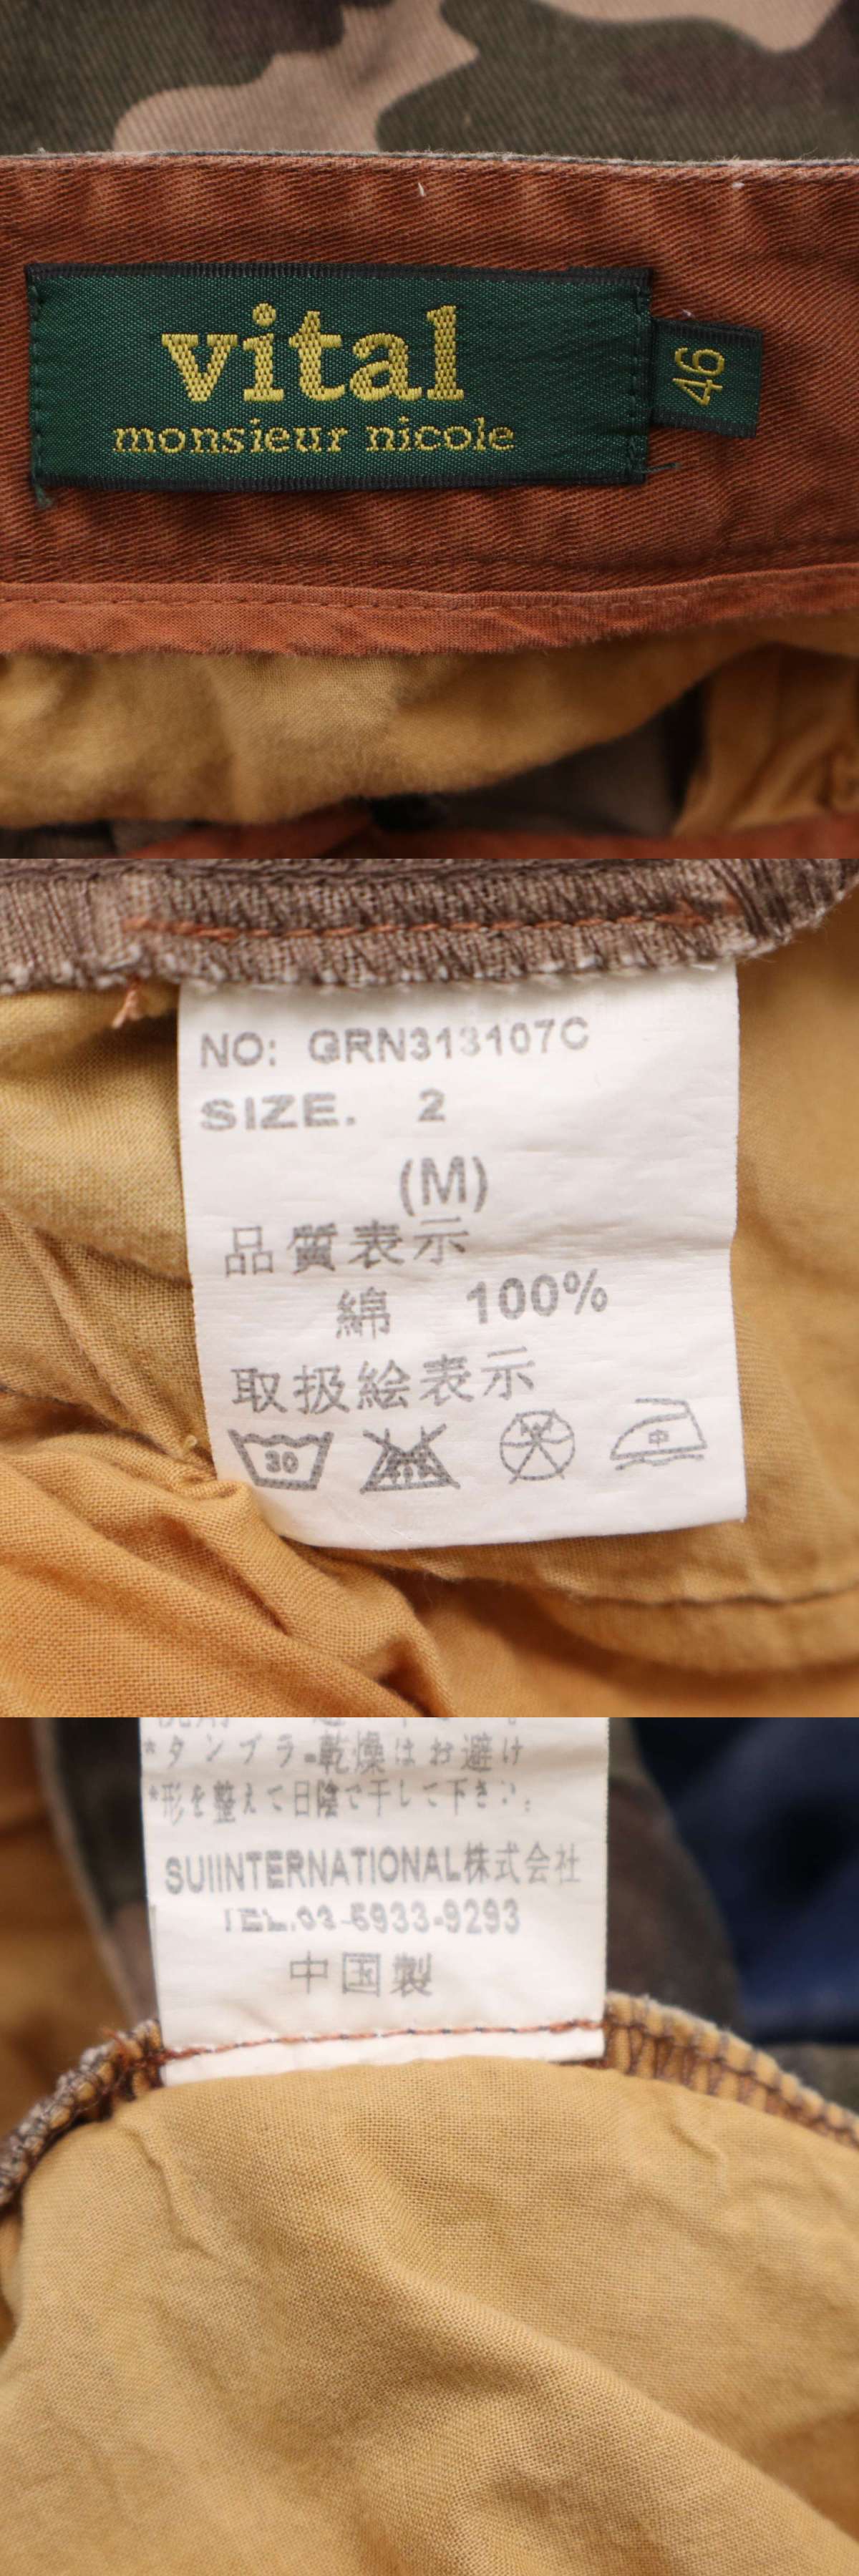 vital
monsieur nicole
46
NO: GRN313107C
SIZE. 2
(M)
品質表示
綿 100%
取扱絵表示
30
中
*タンブラー乾燥はお避け
*形を整えて日陰で干して下さい。
SUIINTERNATIONAL株式会社
TEL.03-6933-9293
中国製